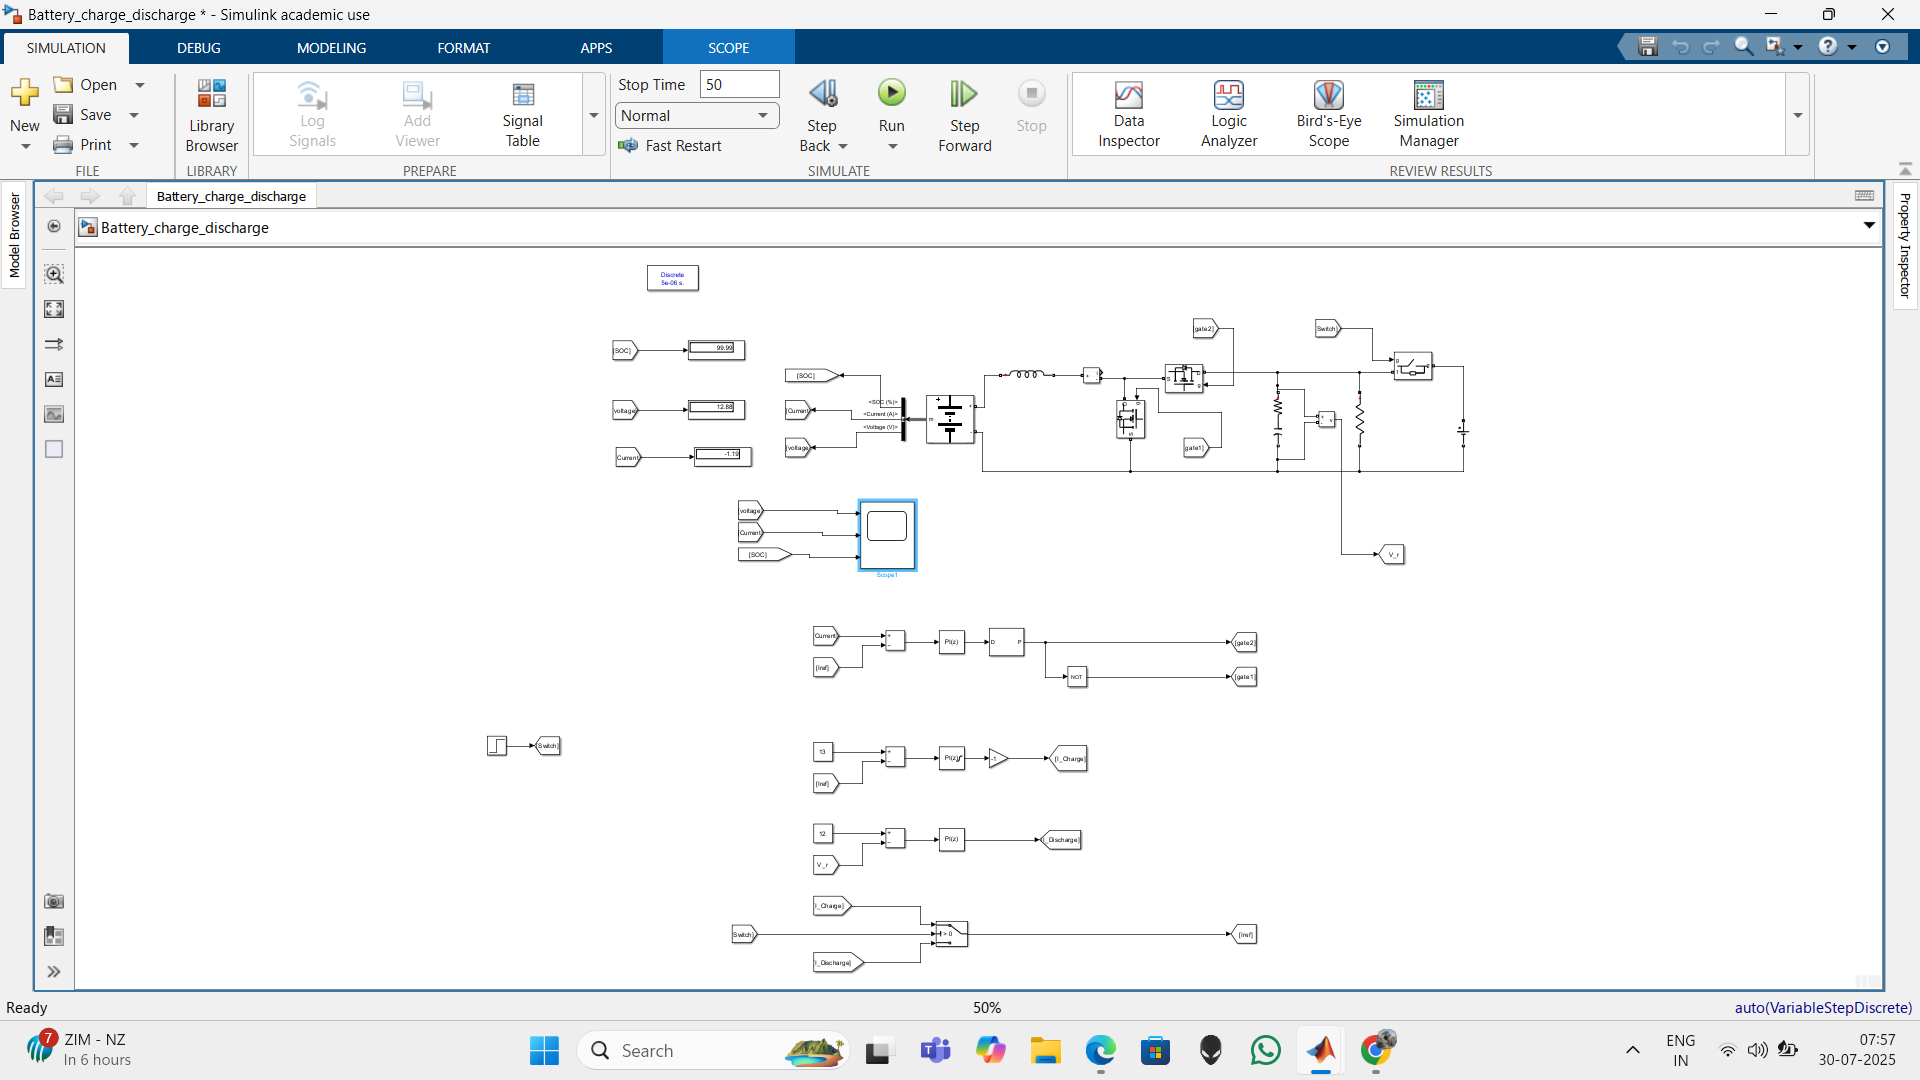 Battery_charge_discharge * - Simulink academic use
SIMULATION
DEBUG
MODELING
FORMAT
APPS
SCOPE
New
Open
Save
Print
FILE
Library
Browser
LIBRARY
Log
Signals
Add
Viewer
Signal
Table
PREPARE
Stop Time 50
Normal
Fast Restart
Step
Back
Run
Step
Forward
Stop
SIMULATE
Data
Inspector
Logic
Analyzer
Bird's-Eye
Scope
Simulation
Manager
REVIEW RESULTS
Model Browser
Property Inspector
Battery_charge_discharge
Battery_charge_discharge
Discrete
5e-06 s.
[SOC]
99.99
voltage
12.88
Current
-1.19
[SOC]
[Current]
[voltage]
<SOC (%)>
<Current (A)>
<Voltage (V)>
m
[gate2]
[gate1]
Switch]
V_r
voltage
Current
[SOC]
Scope1
Current
[Iref]
PI(z)
D P
NOT
[gate2]
[gate1]
Switch]
13
[Iref]
PI(z)
-1
[I_Charge]
12
V_r
PI(z)
I_Discharge]
I_Charge]
Switch]
I_Discharge]
> 0
[Iref]
Ready
50%
auto(VariableStepDiscrete)
7
ZIM - NZ
In 6 hours
Search
ENG
IN
07:57
30-07-2025